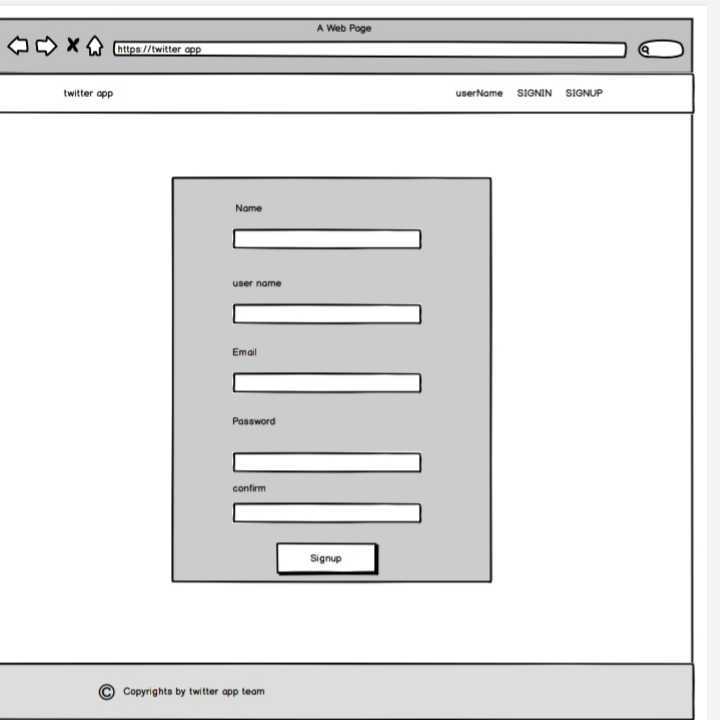 A Web Page
https://twitter app
twitter app
userName SIGNIN SIGNUP
Name
user name
Email
Password
confirm
Signup
© Copyrights by twitter app team